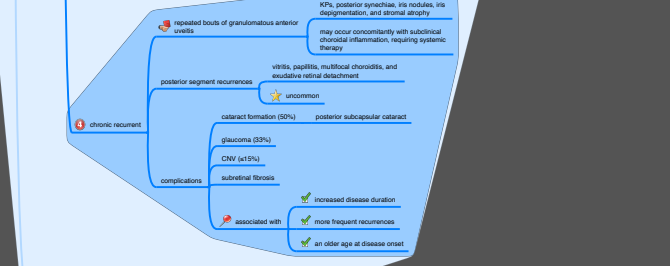 KPs, posterior synechiae, iris nodules, iris
depigmentation, and stromal atrophy
repeated bouts of granulomatous anterior
uveitis
may occur concomitantly with subclinical
choroidal inflammation, requiring systemic
therapy
vitritis, papillitis, multifocal choroiditis, and
exudative retinal detachment
posterior segment recurrences
uncommon
4 chronic recurrent
cataract formation (50%) posterior subcapsular cataract
glaucoma (33%)
CNV (≤15%)
complications
subretinal fibrosis
increased disease duration
associated with
more frequent recurrences
an older age at disease onset